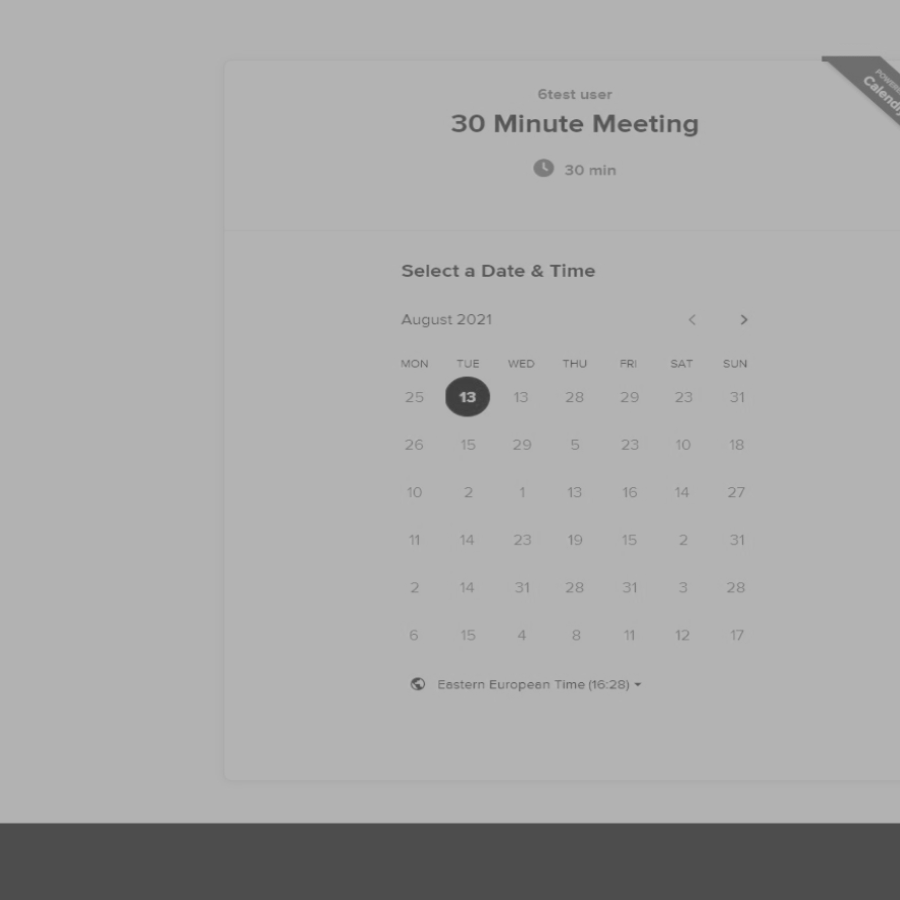 POWERED
Calendly
6test user
30 Minute Meeting
30 min
Select a Date & Time
August 2021
MON TUE WED THU FRI SAT SUN
25 13 13 28 29 23 31
26 15 29 5 23 10 18
10 2 1 13 16 14 27
11 14 23 19 15 2 31
2 14 31 28 31 3 28
6 15 4 8 11 12 17
Eastern European Time (16:28)